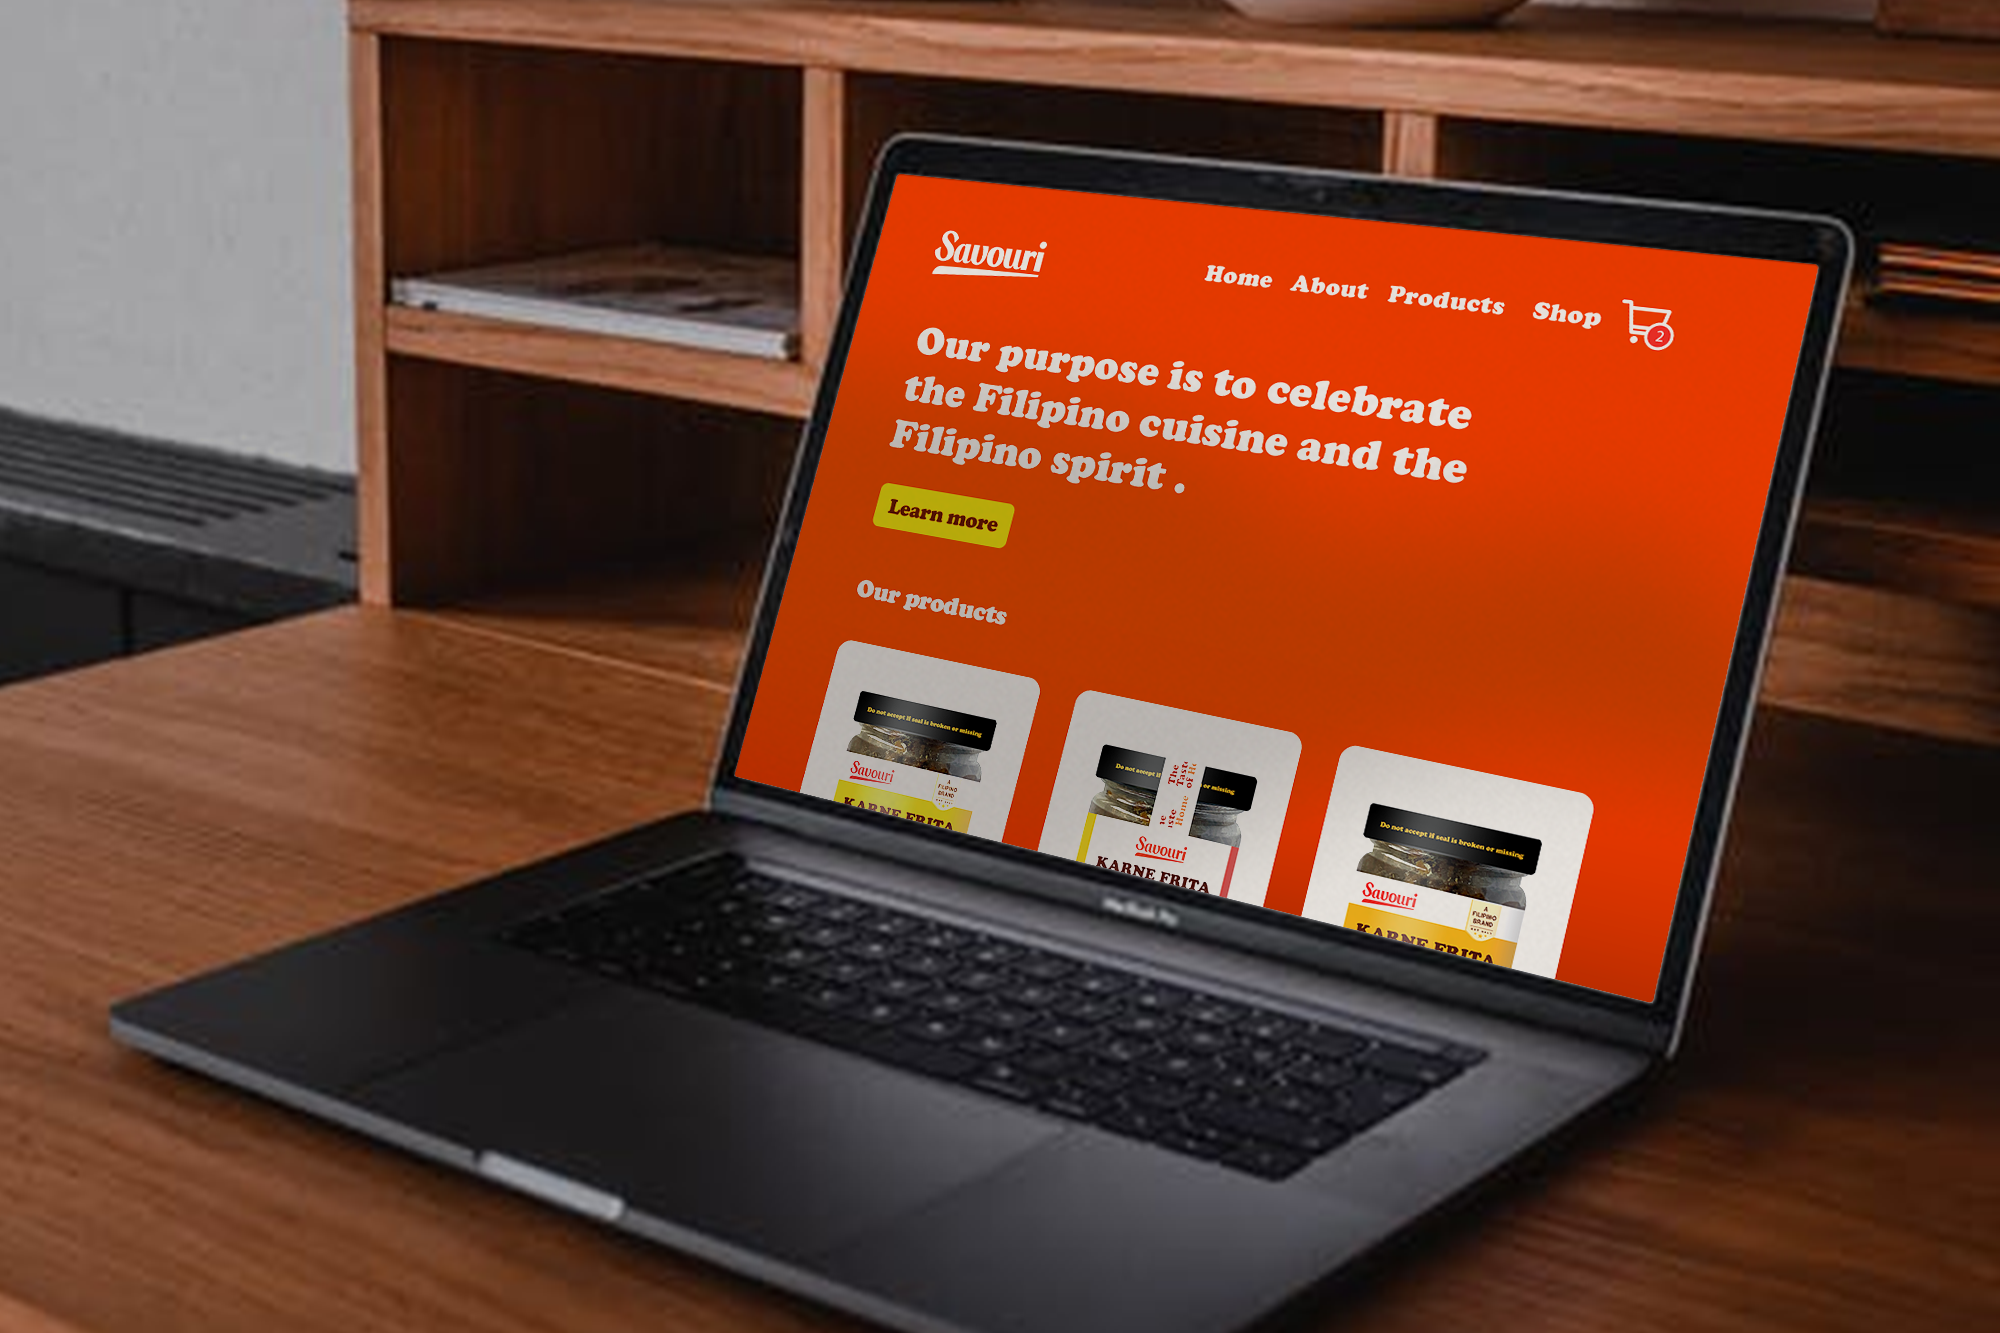 Savouri
Home About Products Shop
2
Our purpose is to celebrate
the Filipino cuisine and the
Filipino spirit .
Learn more
Our products
Do not accept if seal is broken or missing
Savouri
A
FILIPINO
BRAND
KARNE FRITA
Do not accept if
or missing
The
Taste
of
Home
Savouri
KARNE FRITA
Do not accept if seal is broken or missing
Savouri
A
FILIPINO
BRAND
KARNE FRITA
MacBook Pro